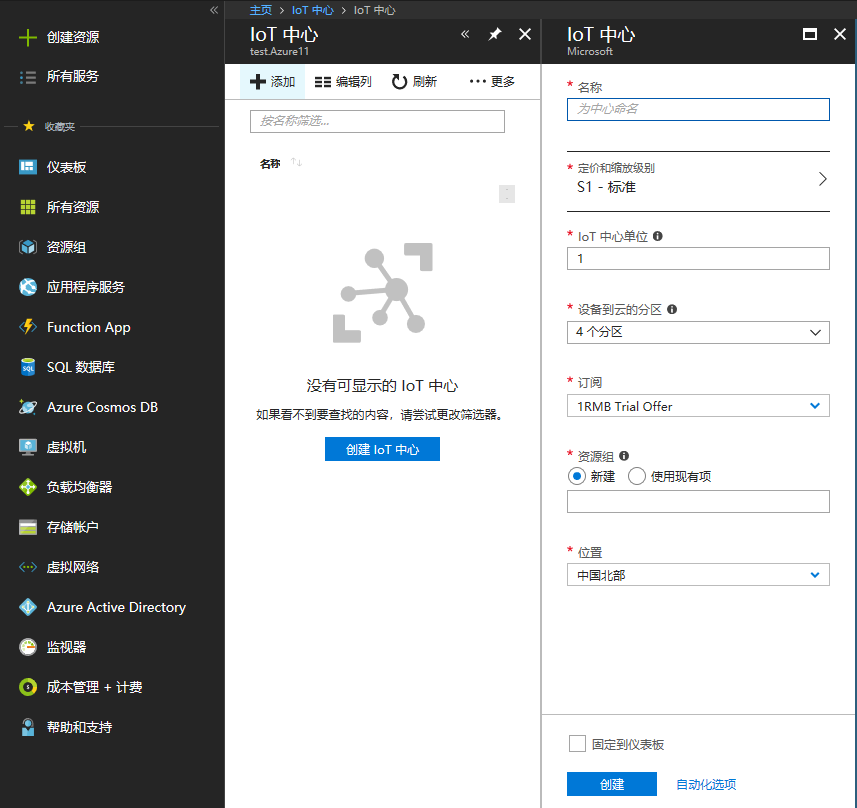 创建资源
所有服务
收藏夹
仪表板
所有资源
资源组
应用程序服务
Function App
SQL 数据库
Azure Cosmos DB
虚拟机
负载均衡器
存储帐户
虚拟网络
Azure Active Directory
监视器
成本管理 + 计费
帮助和支持
主页 > IoT 中心 > IoT 中心
IoT 中心
test.Azure11
添加 编辑列 刷新 更多
按名称筛选...
名称
没有可显示的 IoT 中心
如果看不到要查找的内容，请尝试更改筛选器。
创建 IoT 中心
IoT 中心
Microsoft
* 名称
为中心命名
* 定价和缩放级别
S1 - 标准
* IoT 中心单位
1
* 设备到云的分区
4 个分区
* 订阅
1RMB Trial Offer
* 资源组
新建 使用现有项
* 位置
中国北部
固定到仪表板
创建 自动化选项